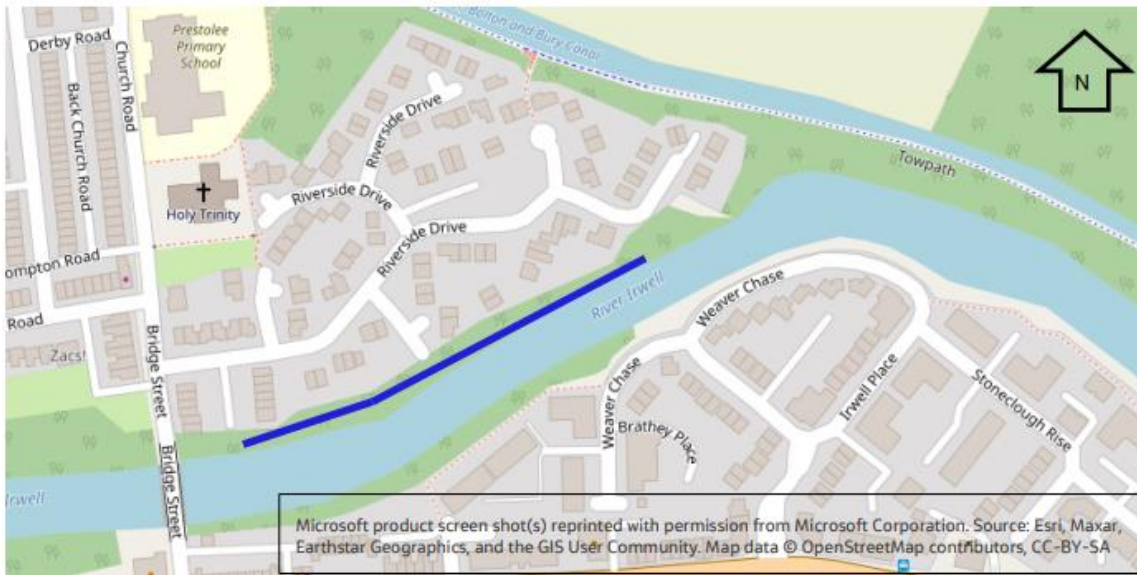 Derby Road
Church Road
Back Church Road
Prestolee
Primary
School
Bolton and Bury Canal
N
Towpath
Riverside Drive
Riverside Drive
Riverside Drive
Holy Trinity
ompton Road
Road
Zacs!
Bridge Street
Bridge Street
River Irwell
Irwell
Weaver Chase
Weaver Chase
Brathey Place
Irwell Place
Stoneclough Rise
Microsoft product screen shot(s) reprinted with permission from Microsoft Corporation. Source: Esri, Maxar,
Earthstar Geographics, and the GIS User Community. Map data © OpenStreetMap contributors, CC-BY-SA